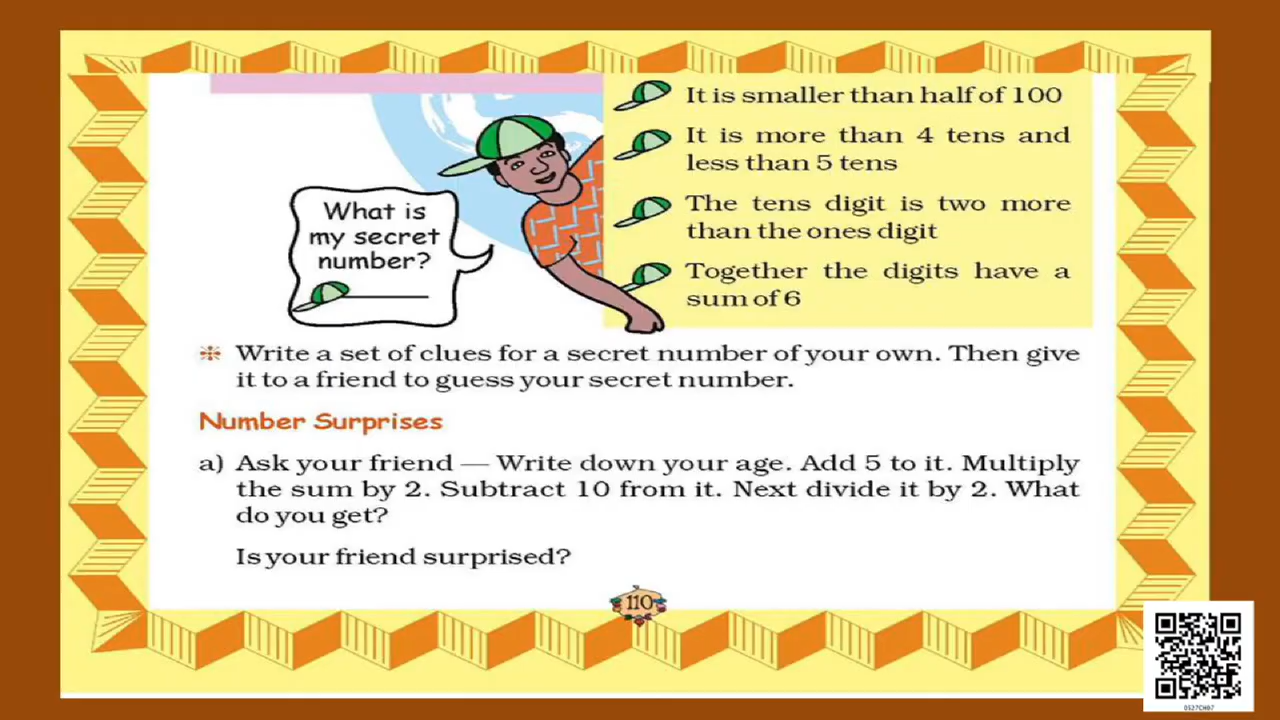 It is smaller than half of 100
It is more than 4 tens and
less than 5 tens
The tens digit is two more
than the ones digit
Together the digits have a
sum of 6
What is
my secret
number?
Write a set of clues for a secret number of your own. Then give
it to a friend to guess your secret number.
Number Surprises
a) Ask your friend — Write down your age. Add 5 to it. Multiply
the sum by 2. Subtract 10 from it. Next divide it by 2. What
do you get?
Is your friend surprised?
110
0527CH07